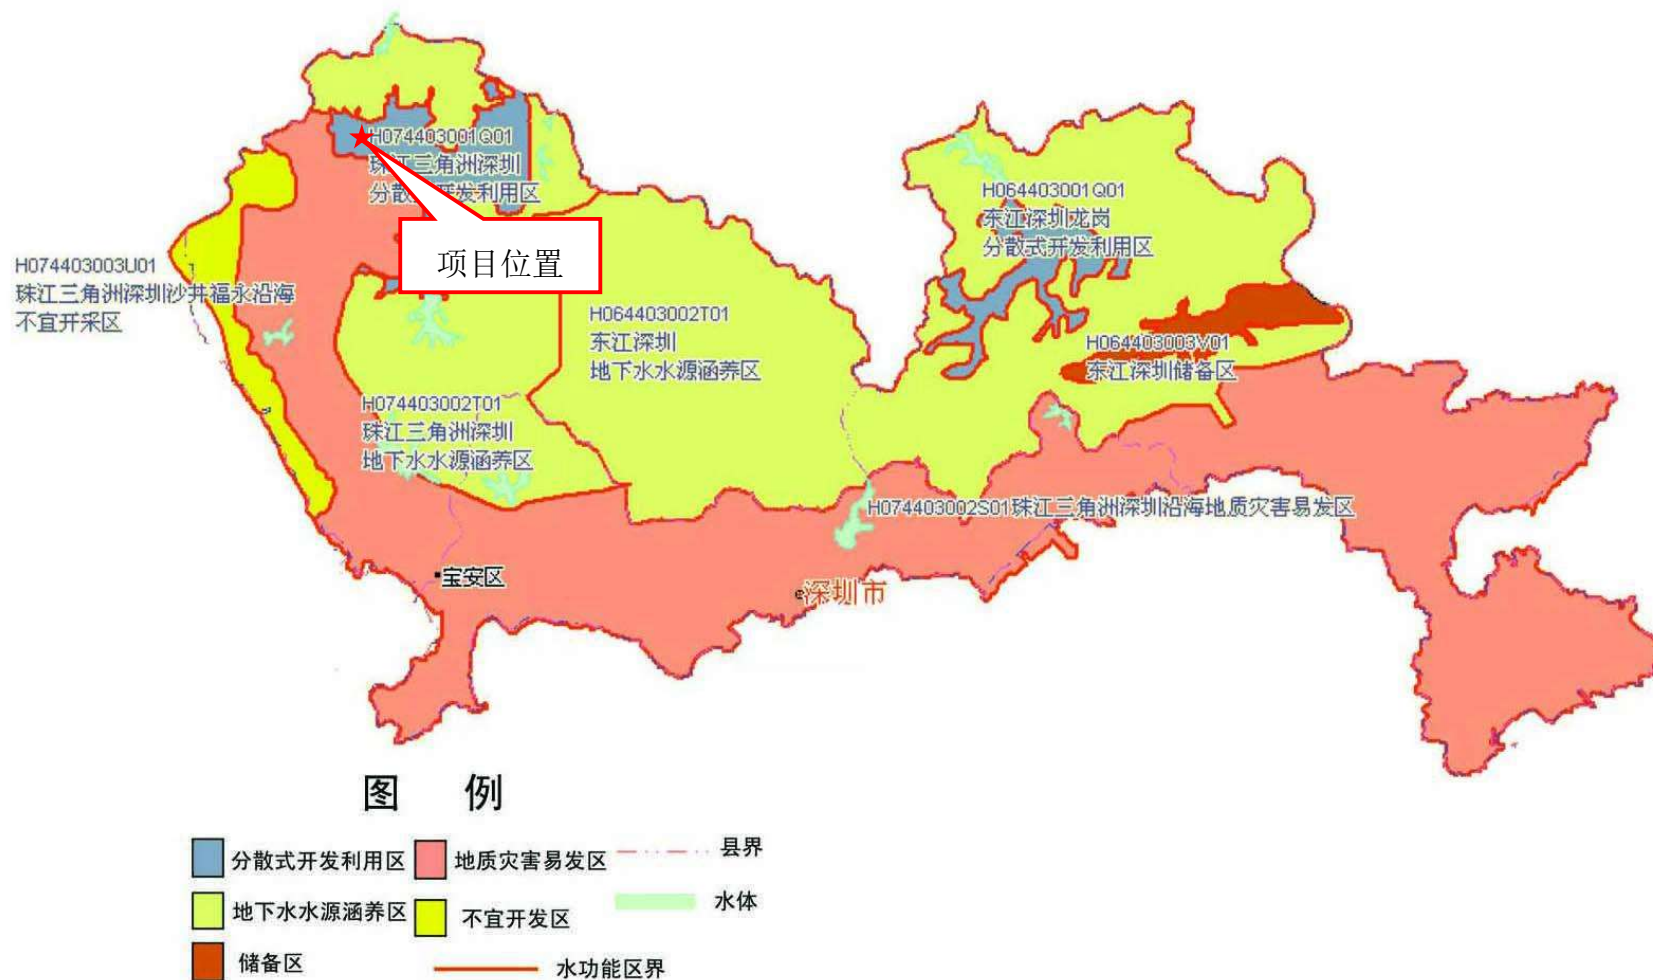 H074403001Q01
珠江三角洲深圳
分散 开发利用区
项目位置
H064403001Q01
东江深圳龙岗
分散式开发利用区
H074403003U01
珠江三角洲深圳沙井福永沿海
不宜开采区
H064403002T01
东江深圳
地下水水源涵养区
H064403003V01
东江深圳储备区
H074403002T01
珠江三角洲深圳
地下水水源涵养区
H074403002S01珠江三角洲深圳沿海地质灾害易发区
宝安区
深圳市
图 例
分散式开发利用区
地质灾害易发区
县界
地下水水源涵养区
不宜开发区
水体
储备区
水功能区界